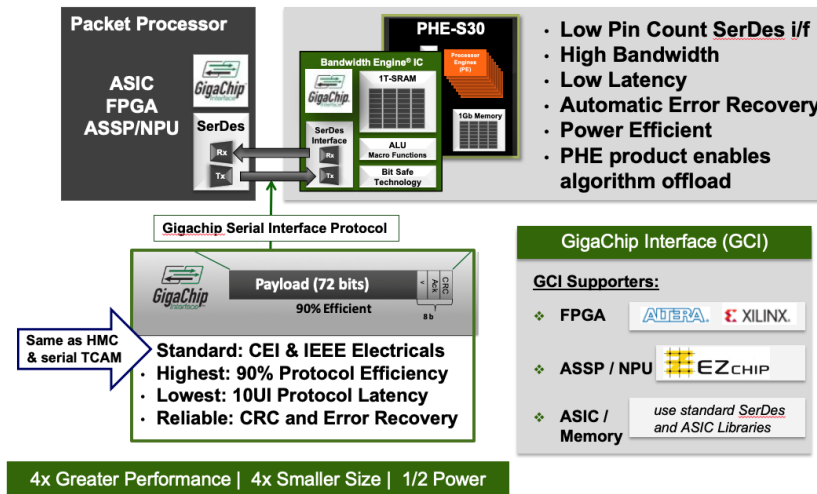 Packet Processor
ASIC
FPGA
ASSP/NPU
GigaChip
Interface
SerDes
Rx
Tx
PHE-S30
Bandwidth Engine® IC
GigaChip
Interface
1T-SRAM
SerDes
Interface
Rx
Tx
ALU
Macro Functions
Bit Safe
Technology
Processor
Engines
(PE)
1Gb Memory
• Low Pin Count SerDes i/f
• High Bandwidth
• Low Latency
• Automatic Error Recovery
• Power Efficient
• PHE product enables
algorithm offload
Gigachip Serial Interface Protocol
GigaChip
Interface
Payload (72 bits)
Ack
CRC
90% Efficient
8 b
Same as HMC
& serial TCAM
• Standard: CEI & IEEE Electricals
• Highest: 90% Protocol Efficiency
• Lowest: 10UI Protocol Latency
• Reliable: CRC and Error Recovery
GigaChip Interface (GCI)
GCI Supporters:
❖ FPGA
ALTERA.
XILINX
❖ ASSP / NPU
EZCHIP
❖ ASIC /
Memory
use standard SerDes
and ASIC Libraries
4x Greater Performance | 4x Smaller Size | 1/2 Power